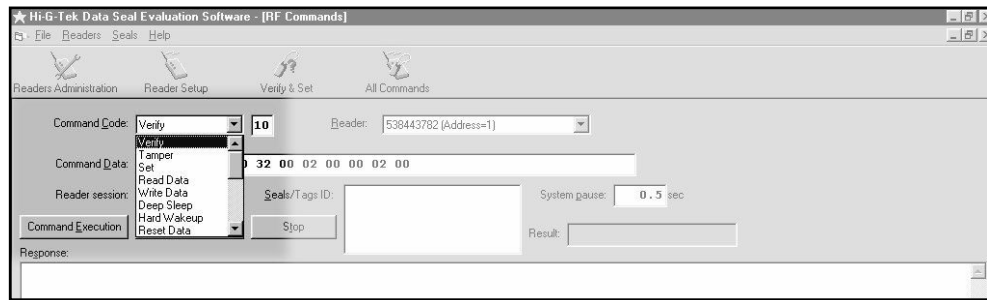 Hi-G-Tek Data Seal Evaluation Software - [RF Commands]
File Readers Seals Help
Readers Administration Reader Setup Verify & Set All Commands
Command Code: Verify 10 Reader: 538443782 (Address=1)
Verify
Tamper
Set
Read Data
Write Data
Deep Sleep
Hard Wakeup
Reset Data
Command Data: 32 00 02 00 00 02 00
Reader session: Seals/Tags ID: System pause: 0.5 sec
Command Execution Stop Result:
Response: